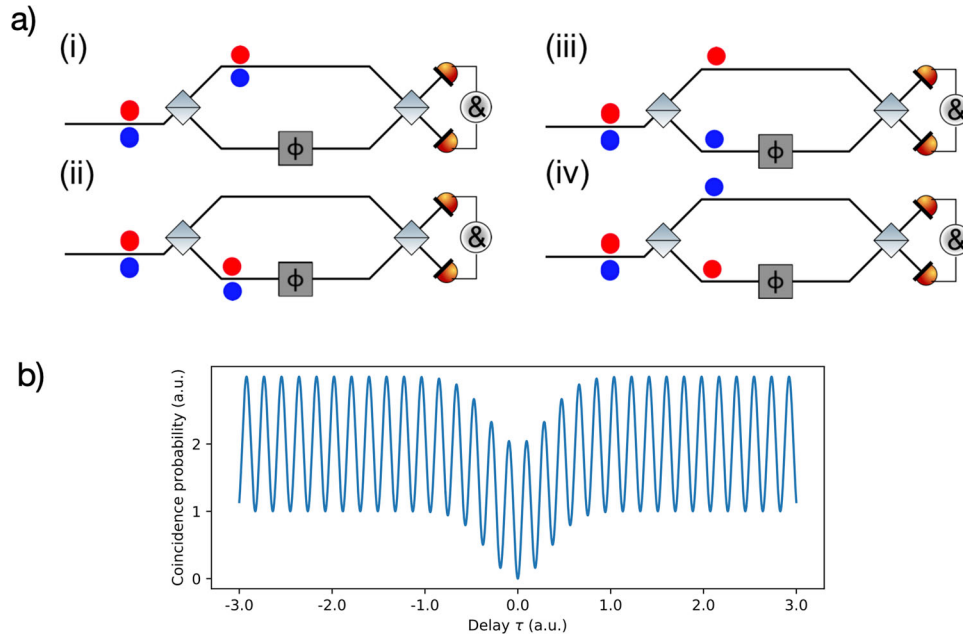 a)
(i)
(iii)
&
&
ϕ
ϕ
(ii)
(iv)
&
&
ϕ
ϕ
b)
Coincidence probability (a.u.)
2
1
0
-3.0 -2.0 -1.0 0.0 1.0 2.0 3.0
Delay τ (a.u.)